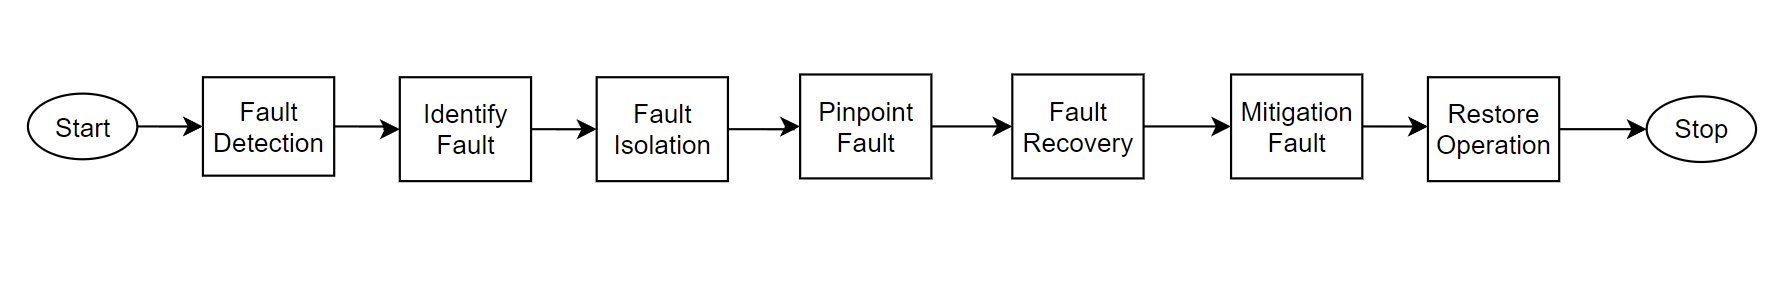 Start
Fault
Detection
Identify
Fault
Fault
Isolation
Pinpoint
Fault
Fault
Recovery
Mitigation
Fault
Restore
Operation
Stop